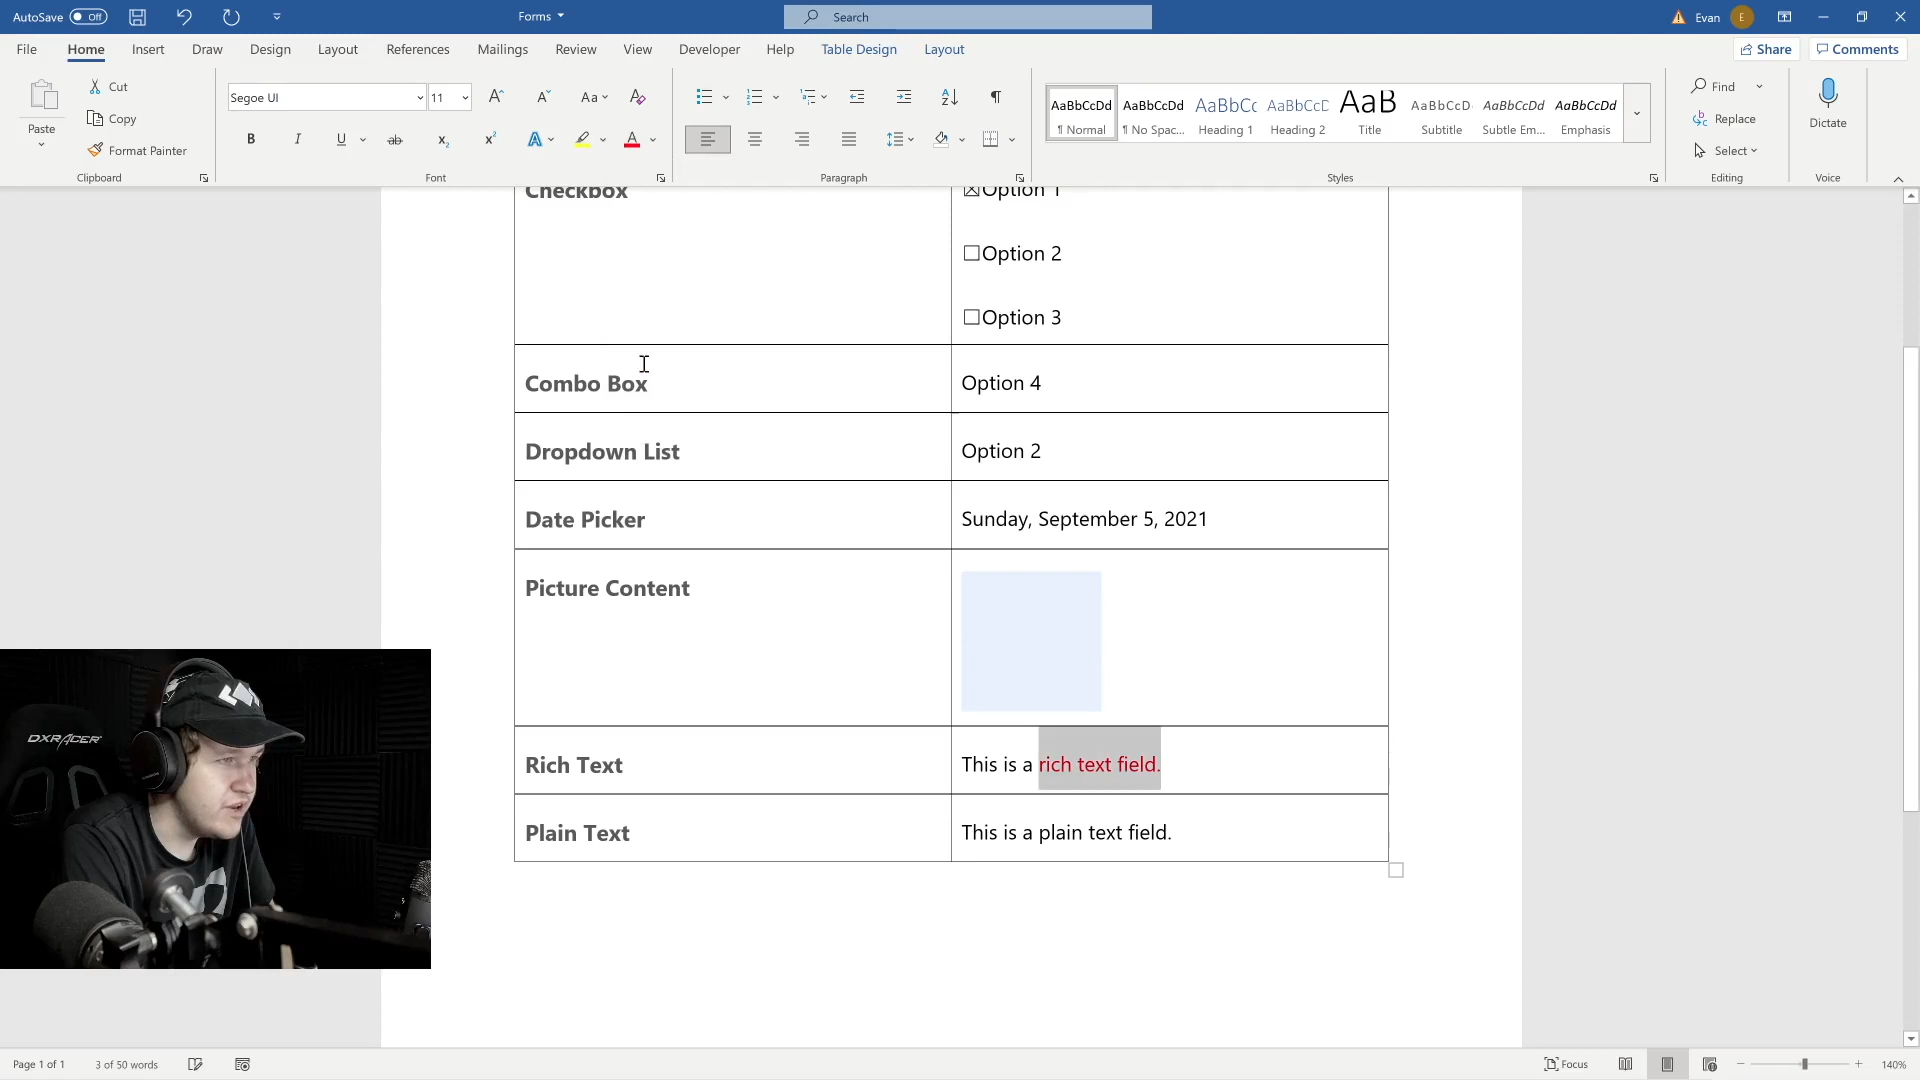 AutoSave Off Forms Search Evan E
File Home Insert Draw Design Layout References Mailings Review View Developer Help Table Design Layout Share Comments
Paste Cut Copy Format Painter
Clipboard
Segoe UI 11
Font
Paragraph
AaBbCcDd ¶ Normal
AaBbCcDd ¶ No Spac...
AaBbCc Heading 1
AaBbCcC Heading 2
AaB Title
AaBbCcD Subtitle
AaBbCcDd Subtle Em...
AaBbCcDd Emphasis
Styles
Find
Replace
Select
Editing
Dictate
Voice
Checkbox Option 1
Option 2
Option 3
Combo Box Option 4
Dropdown List Option 2
Date Picker Sunday, September 5, 2021
Picture Content
Rich Text This is a rich text field.
Plain Text This is a plain text field.
DXRACER
Page 1 of 1 3 of 50 words Focus 140%